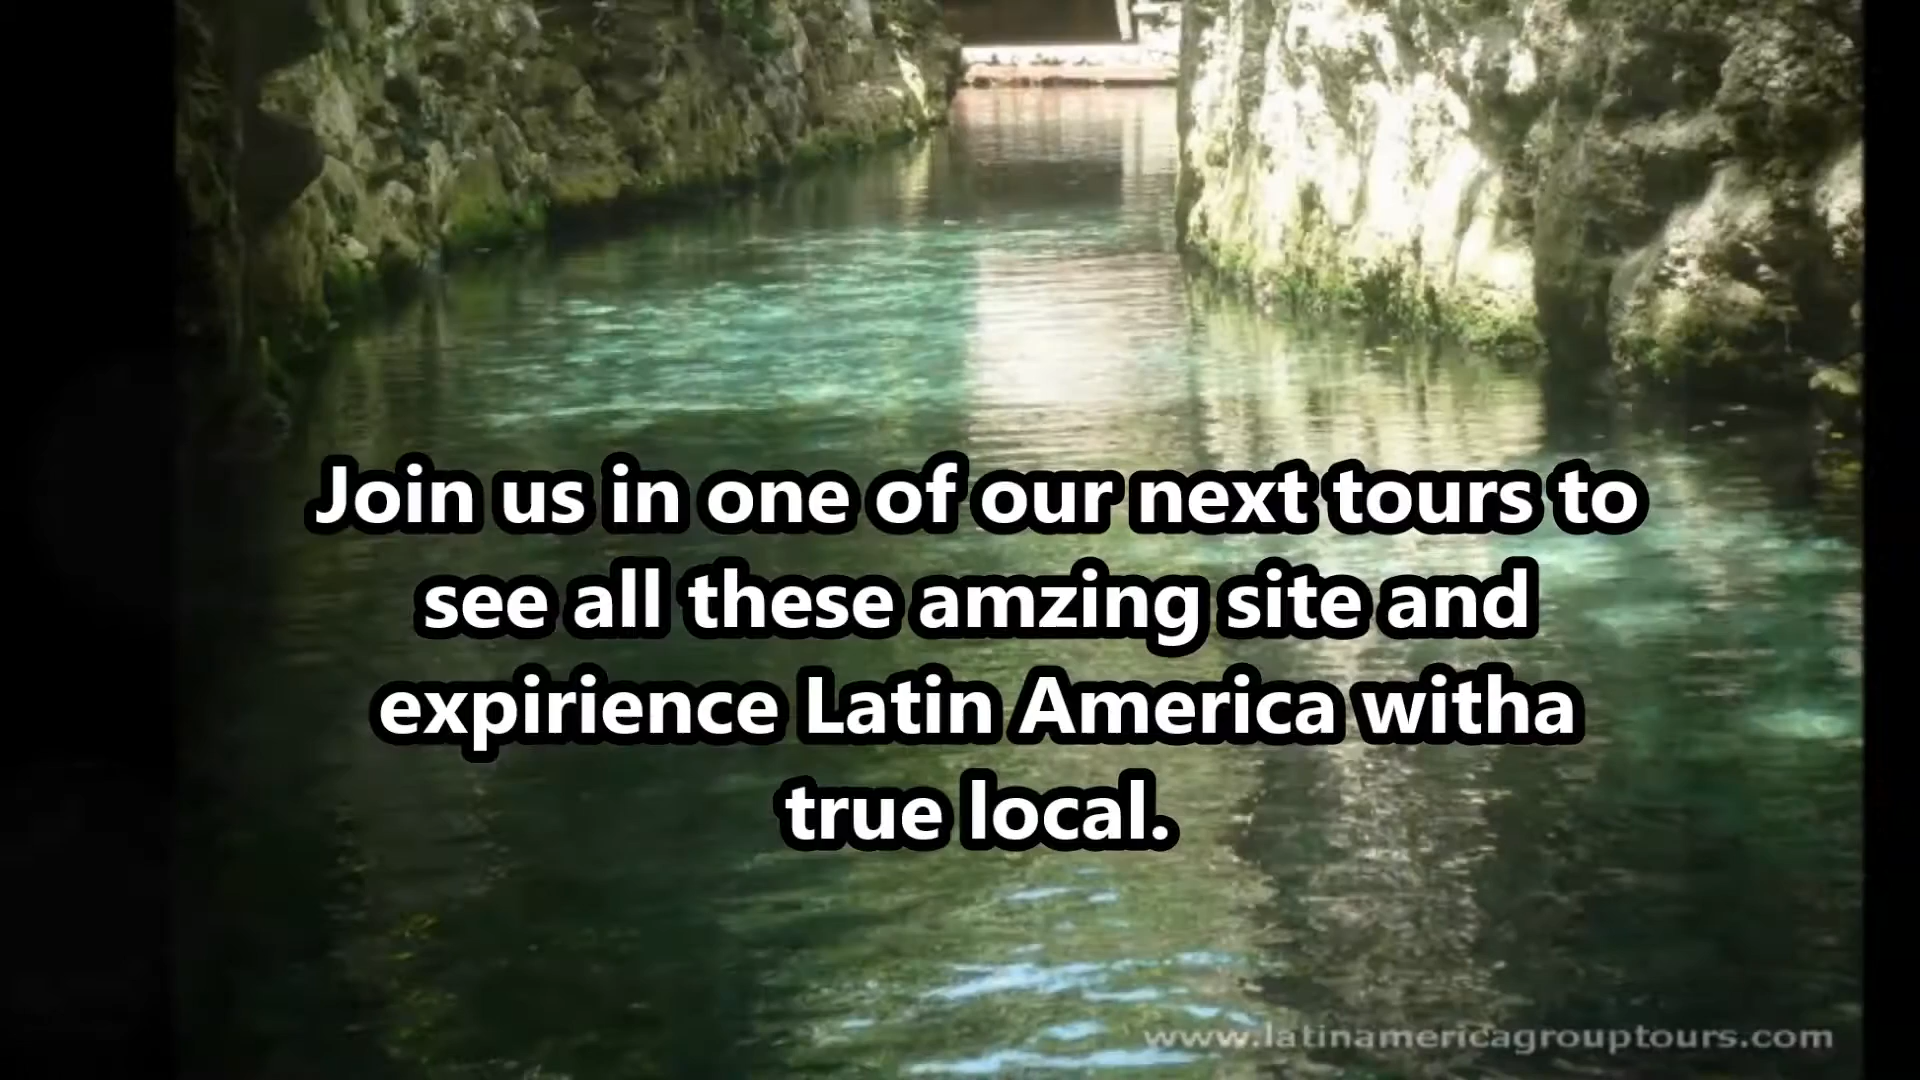 Join us in one of our next tours to
see all these amzing site and
expirience Latin America witha
true local.
www.latinamericagrouptours.com